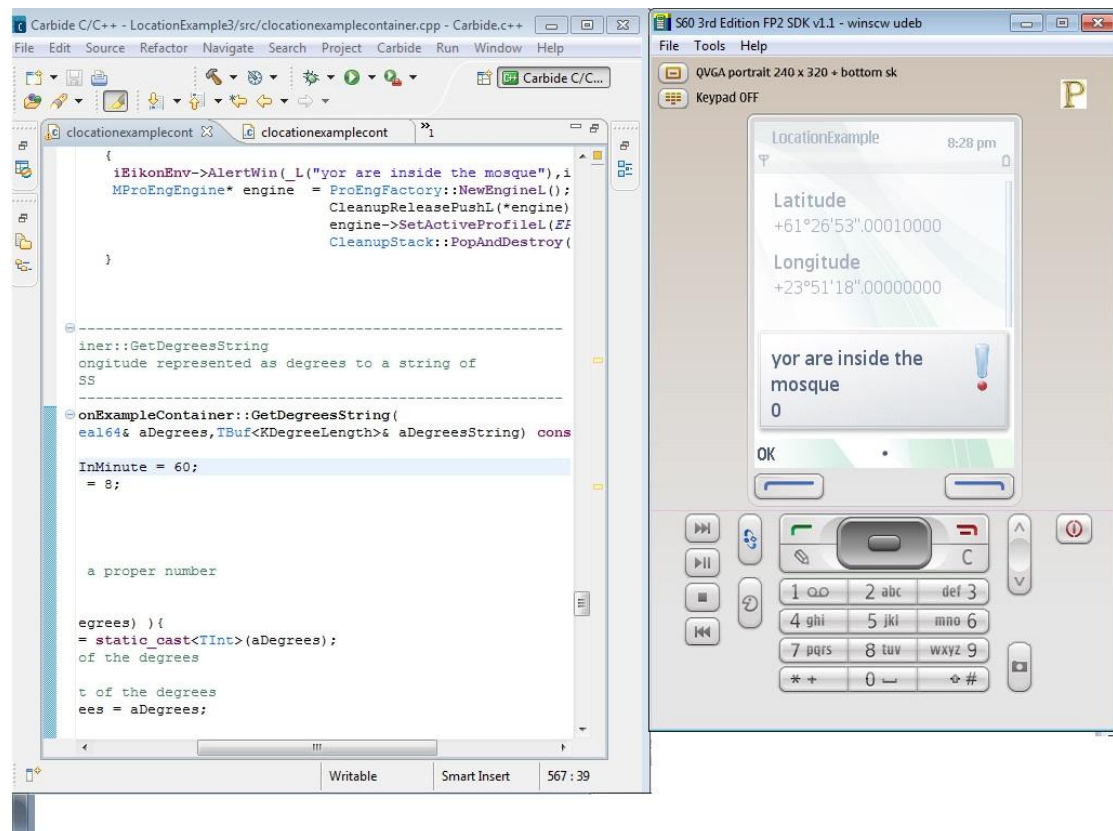 Carbide C/C++ - LocationExample3/src/clocationexamplecontainer.cpp - Carbide.c++
File Edit Source Refactor Navigate Search Project Carbide Run Window Help
Carbide C/C...
clocationexamplecont
clocationexamplecont
»1
{
iEikonEnv->AlertWin(_L("yor are inside the mosque"),i
MProEngEngine* engine = ProEngFactory::NewEngineL();
CleanupReleasePushL(*engine)
engine->SetActiveProfileL(EP
CleanupStack::PopAndDestroy(
}
---------------------------------------------------------
iner::GetDegreesString
ongitude represented as degrees to a string of
SS
---------------------------------------------------------
onExampleContainer::GetDegreesString(
eal64& aDegrees,TBuf<KDegreeLength>& aDegreesString) cons
InMinute = 60;
= 8;
a proper number
egrees) ){
= static_cast<TInt>(aDegrees);
of the degrees
t of the degrees
ees = aDegrees;
Writable Smart Insert 567 : 39
S60 3rd Edition FP2 SDK v1.1 - winscw udeb
File Tools Help
QVGA portrait 240 x 320 + bottom sk
Keypad OFF
P
LocationExample
8:28 pm
Latitude
+61°26'53".00010000
Longitude
+23°51'18".00000000
yor are inside the
mosque
0
OK
C
1 2 abc def 3
4 ghi 5 jkl mno 6
7 pqrs 8 tuv wxyz 9
* + 0 #